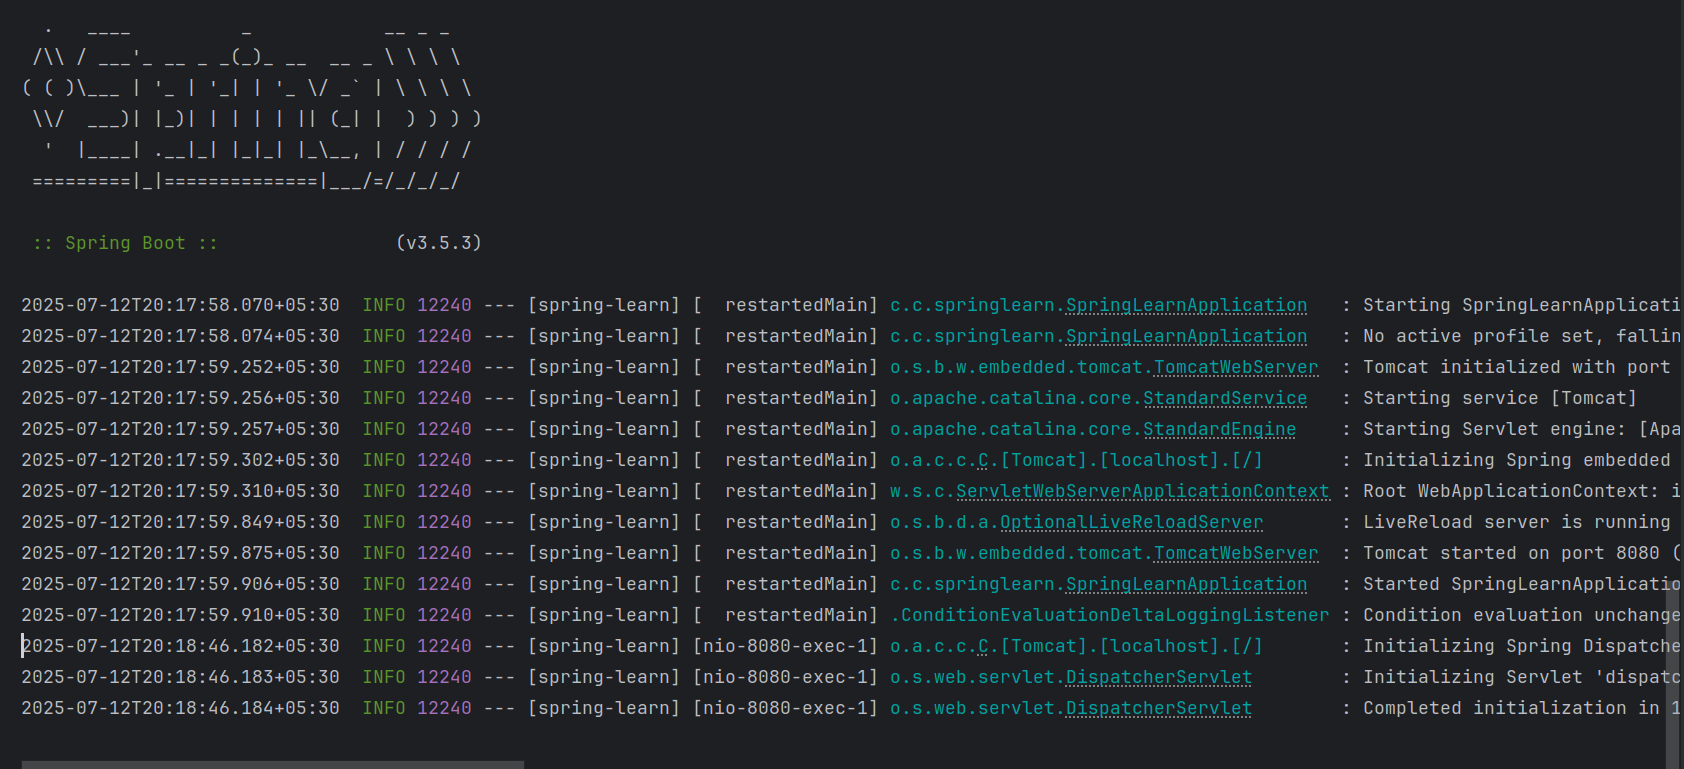 .   ____          _            __ _ _
 /\\ / ___'_ __ _ _(_)_ __  __ _ \ \ \ \
( ( )\___ | '_ | '_| | '_ \/ _` | \ \ \ \
 \\/  ___)| |_)| | | | | || (_| |  ) ) ) )
  '  |____| .__|_| |_|_| |_\__, | / / / /
 =========|_|==============|___/=/_/_/_/
 :: Spring Boot ::                (v3.5.3)
2025-07-12T20:17:58.070+05:30  INFO 12240 --- [spring-learn] [  restartedMain] c.c.springlearn.SpringLearnApplication   : Starting SpringLearnApplicati
2025-07-12T20:17:58.074+05:30  INFO 12240 --- [spring-learn] [  restartedMain] c.c.springlearn.SpringLearnApplication   : No active profile set, fallin
2025-07-12T20:17:59.252+05:30  INFO 12240 --- [spring-learn] [  restartedMain] o.s.b.w.embedded.tomcat.TomcatWebServer  : Tomcat initialized with port
2025-07-12T20:17:59.256+05:30  INFO 12240 --- [spring-learn] [  restartedMain] o.apache.catalina.core.StandardService   : Starting service [Tomcat]
2025-07-12T20:17:59.257+05:30  INFO 12240 --- [spring-learn] [  restartedMain] o.apache.catalina.core.StandardEngine    : Starting Servlet engine: [Apa
2025-07-12T20:17:59.302+05:30  INFO 12240 --- [spring-learn] [  restartedMain] o.a.c.c.C.[Tomcat].[localhost].[/]       : Initializing Spring embedded
2025-07-12T20:17:59.310+05:30  INFO 12240 --- [spring-learn] [  restartedMain] w.s.c.ServletWebServerApplicationContext : Root WebApplicationContext: i
2025-07-12T20:17:59.849+05:30  INFO 12240 --- [spring-learn] [  restartedMain] o.s.b.d.a.OptionalLiveReloadServer       : LiveReload server is running
2025-07-12T20:17:59.875+05:30  INFO 12240 --- [spring-learn] [  restartedMain] o.s.b.w.embedded.tomcat.TomcatWebServer  : Tomcat started on port 8080 (
2025-07-12T20:17:59.906+05:30  INFO 12240 --- [spring-learn] [  restartedMain] c.c.springlearn.SpringLearnApplication   : Started SpringLearnApplicatio
2025-07-12T20:17:59.910+05:30  INFO 12240 --- [spring-learn] [  restartedMain] .ConditionEvaluationDeltaLoggingListener : Condition evaluation unchange
2025-07-12T20:18:46.182+05:30  INFO 12240 --- [spring-learn] [nio-8080-exec-1] o.a.c.c.C.[Tomcat].[localhost].[/]       : Initializing Spring Dispatche
2025-07-12T20:18:46.183+05:30  INFO 12240 --- [spring-learn] [nio-8080-exec-1] o.s.web.servlet.DispatcherServlet        : Initializing Servlet 'dispatc
2025-07-12T20:18:46.184+05:30  INFO 12240 --- [spring-learn] [nio-8080-exec-1] o.s.web.servlet.DispatcherServlet        : Completed initialization in 1